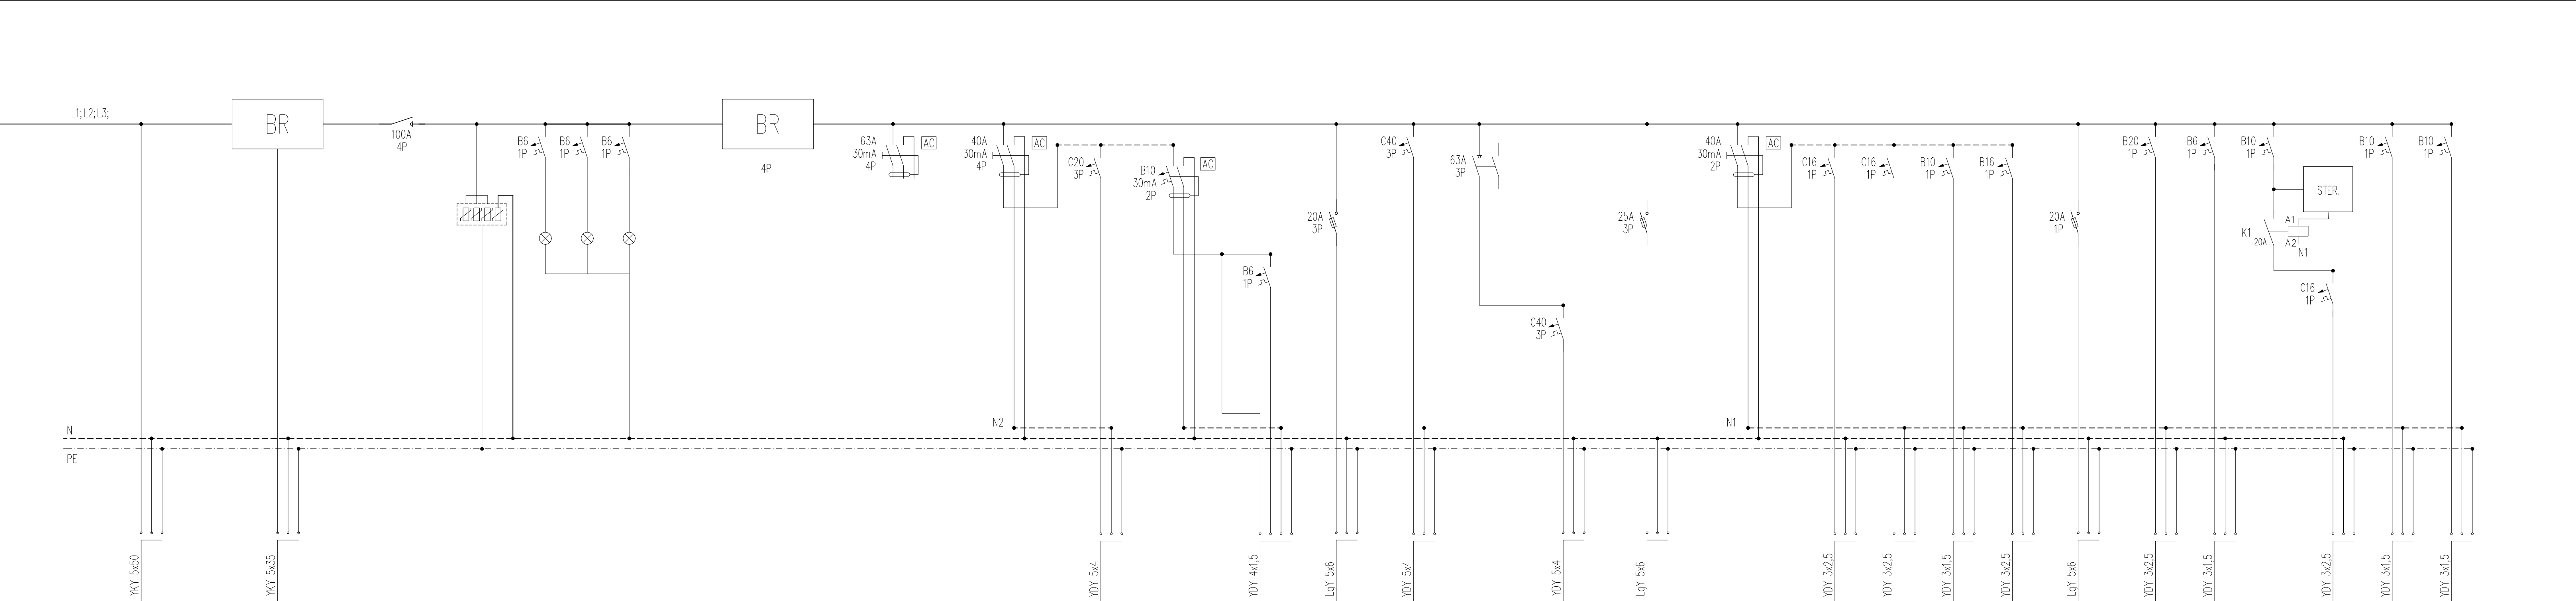 L1;L2;L3;
BR
100A
4P
B6
1P
B6
1P
B6
1P
BR
4P
63A
30mA
4P
AC
40A
30mA
4P
AC
C20
3P
B10
30mA
2P
AC
B6
1P
20A
3P
C40
3P
63A
3P
C40
3P
25A
3P
40A
30mA
2P
AC
C16
1P
C16
1P
B10
1P
B16
1P
20A
1P
B20
1P
B6
1P
B10
1P
STER.
K1
20A
A1
A2
N1
C16
1P
B10
1P
B10
1P
N
N2
N1
PE
YKY 5x50
YKY 5x35
YDY 5x4
YDY 4x1,5
LgY 5x6
YDY 5x4
YDY 5x4
LgY 5x6
YDY 3x2,5
YDY 3x2,5
YDY 3x1,5
YDY 3x2,5
LgY 5x6
YDY 3x2,5
YDY 3x1,5
YDY 3x2,5
YDY 3x1,5
YDY 3x1,5